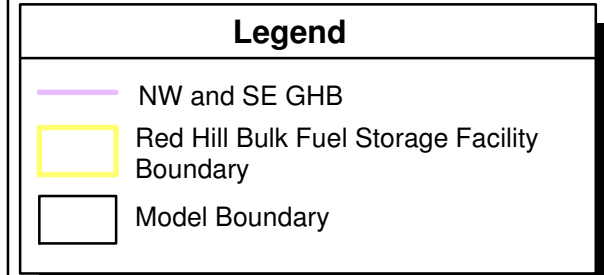 Legend
NW and SE GHB
Red Hill Bulk Fuel Storage Facility
Boundary
Model Boundary